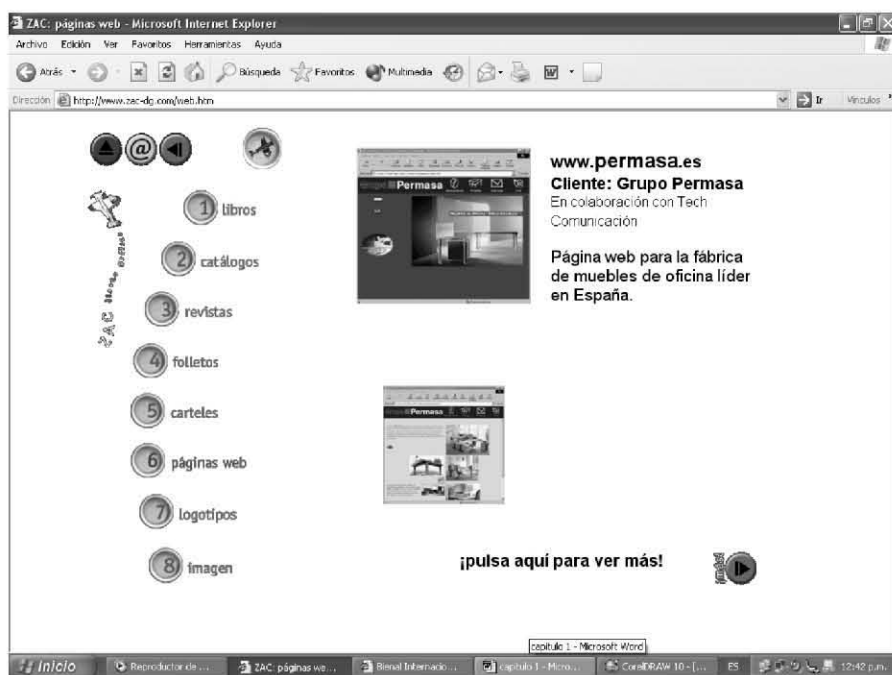 ZAC: páginas web - Microsoft Internet Explorer
Archivo Edición Ver Favoritos Herramientas Ayuda
Atrás Búsqueda Favoritos Multimedia
Dirección http://www.zac-dg.com/web.htm Ir Vínculos
@
1 libros
2 catálogos
3 revistas
4 folletos
5 carteles
6 páginas web
7 logotipos
8 imagen
ZAC
Permasa
www.permasa.es
Cliente: Grupo Permasa
En colaboración con Tech
Comunicación
Página web para la fábrica
de muebles de oficina líder
en España.
Permasa
¡pulsa aquí para ver más!
¡más!
capitulo 1 - Microsoft Word
Inicio Reproductor de ... ZAC: páginas we... Bienal Internacio... capitulo 1 - Micro... CorelDRAW 10 - [... ES 12:42 p.m.